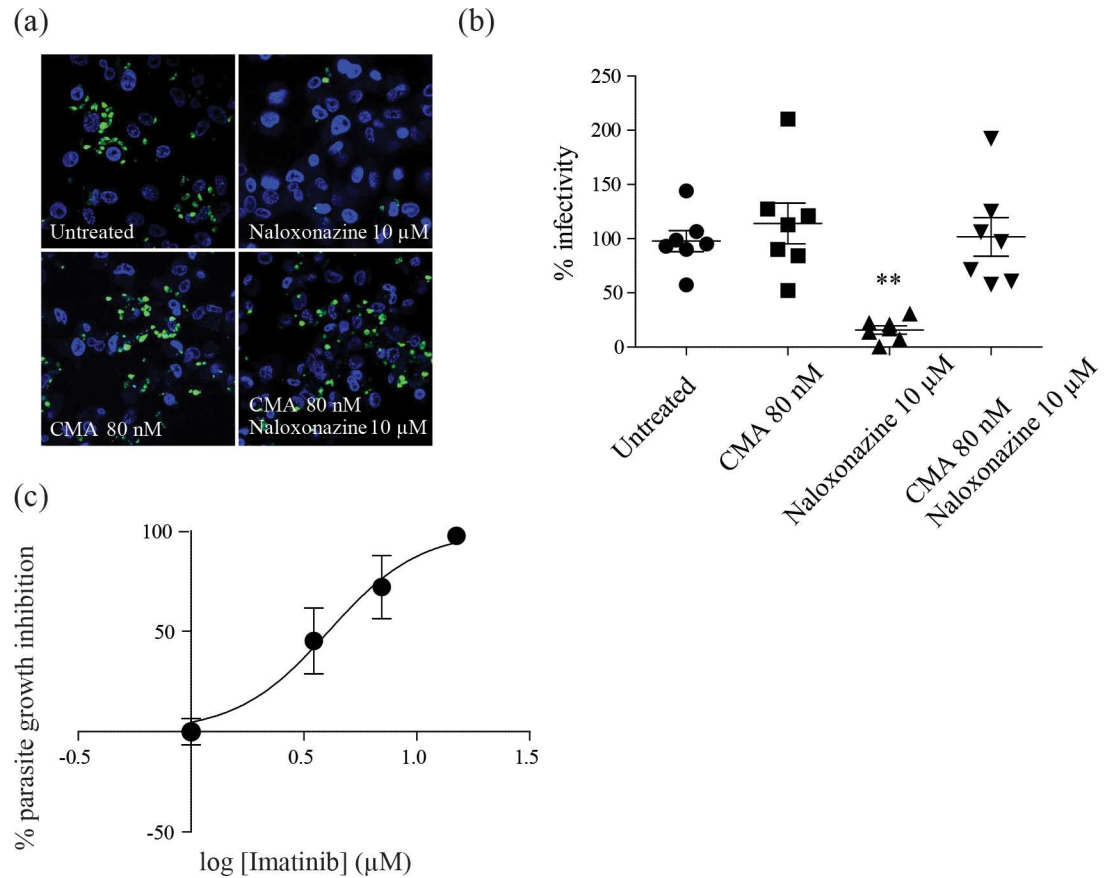 (a)
Untreated
Naloxonazine 10 µM
CMA 80 nM
CMA 80 nM
Naloxonazine 10 µM
(b)
% infectivity
250
200
150
100
50
0
**
Untreated
CMA 80 nM
Naloxonazine 10 µM
CMA 80 nM
Naloxonazine 10 µM
(c)
% parasite growth inhibition
100
50
-50
-0.5
0.5
1.0
1.5
log [Imatinib] (µM)